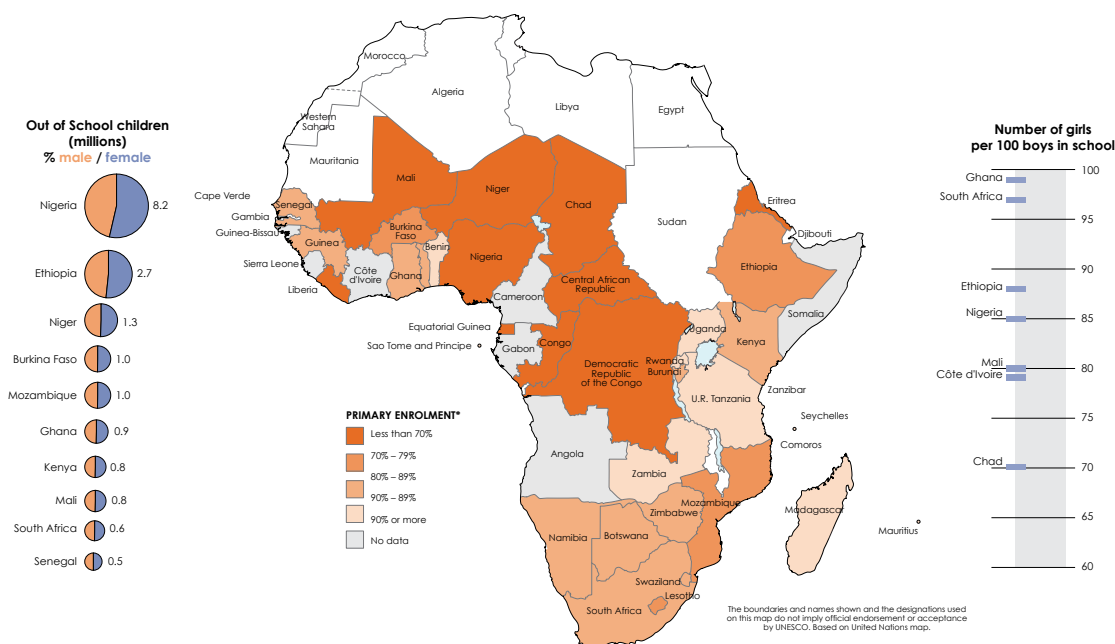 Out of School children
(millions)
% male / female
Nigeria
8.2
Ethiopia
2.7
Niger
1.3
Burkina Faso
1.0
Mozambique
1.0
Ghana
0.9
Kenya
0.8
Mali
0.8
South Africa
0.6
Senegal
0.5
Morocco
Algeria
Libya
Egypt
Western
Sahara
Mauritania
Mali
Niger
Chad
Sudan
Eritrea
Djibouti
Cape Verde
Senegal
Gambia
Guinea-Bissau
Guinea
Sierra Leone
Liberia
Côte
d'Ivoire
Burkina
Faso
Ghana
Benin
Nigeria
Cameroon
Central African
Republic
Ethiopia
Somalia
Equatorial Guinea
Sao Tome and Principe
Gabon
Congo
Democratic
Republic
of the Congo
Uganda
Kenya
Rwanda
Burundi
U.R. Tanzania
Zanzibar
Seychelles
Comoros
Angola
Zambia
Mozambique
Madagascar
Mauritius
Zimbabwe
Namibia
Botswana
Swaziland
Lesotho
South Africa
PRIMARY ENROLMENT*
Less than 70%
70% – 79%
80% – 89%
90% – 89%
90% or more
No data
Number of girls
per 100 boys in school
100
95
90
85
80
75
70
65
60
Ghana
South Africa
Ethiopia
Nigeria
Mali
Côte d'Ivoire
Chad
The boundaries and names shown and the designations used
on this map do not imply official endorsement or acceptance
by UNESCO. Based on United Nations map.